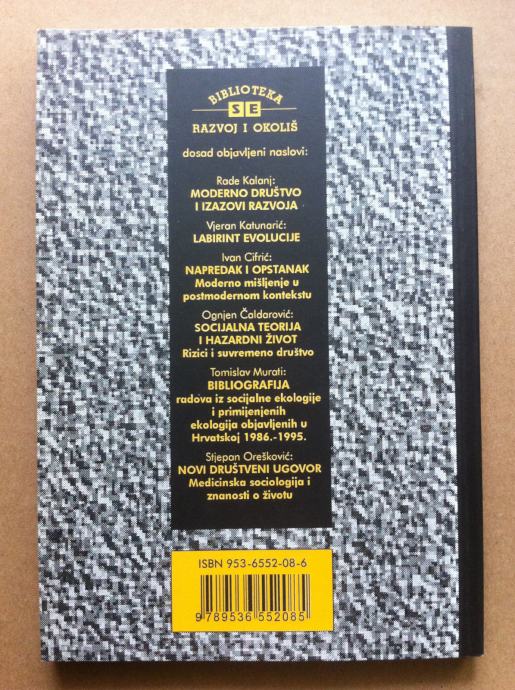 BIBLIOTEKA
S E
RAZVOJ I OKOLIŠ
dosad objavljeni naslovi:
Rade Kalanj:
MODERNO DRUŠTVO
I IZAZOVI RAZVOJA
Vjeran Katunarić:
LABIRINT EVOLUCIJE
Ivan Cifrić:
NAPREDAK I OPSTANAK
Moderno mišljenje u
postmodernom kontekstu
Ognjen Čaldarović:
SOCIJALNA TEORIJA
I HAZARDNI ŽIVOT
Rizici i suvremeno društvo
Tomislav Murati:
BIBLIOGRAFIJA
radova iz socijalne ekologije
i primijenjenih
ekologija objavljenih u
Hrvatskoj 1986.-1995.
Stjepan Orešković:
NOVI DRUŠTVENI UGOVOR
Medicinska sociologija i
znanosti o životu
ISBN 953-6552-08-6
9 789536 552085